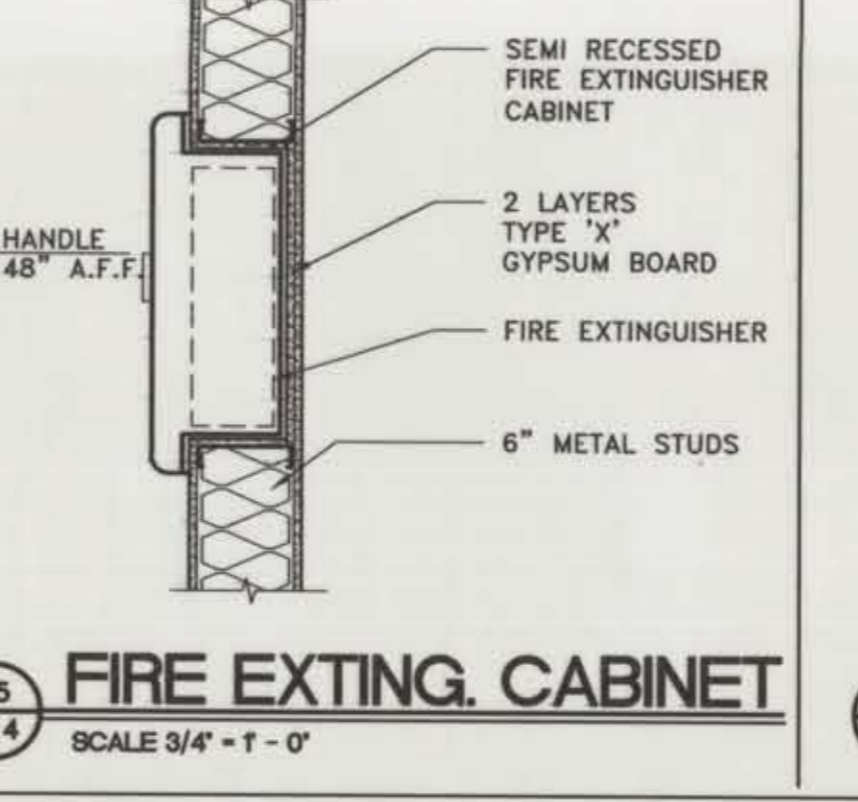 SEMI RECESSED
FIRE EXTINGUISHER
CABINET
2 LAYERS
TYPE 'X'
GYPSUM BOARD
HANDLE
48" A.F.F.
FIRE EXTINGUISHER
6" METAL STUDS
5
4
FIRE EXTING. CABINET
SCALE 3/4" = 1' - 0"